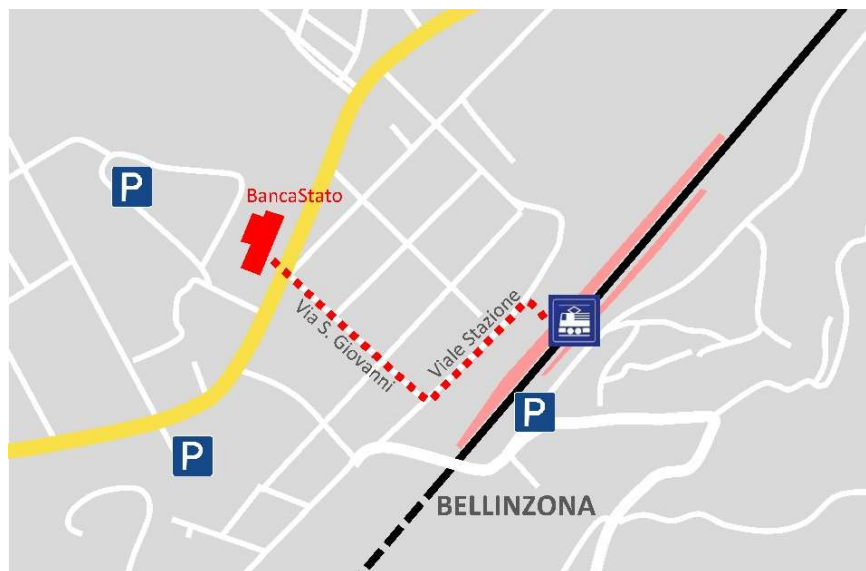 P
BancaStato
Via S. Giovanni
Viale Stazione
P
P
BELLINZONA